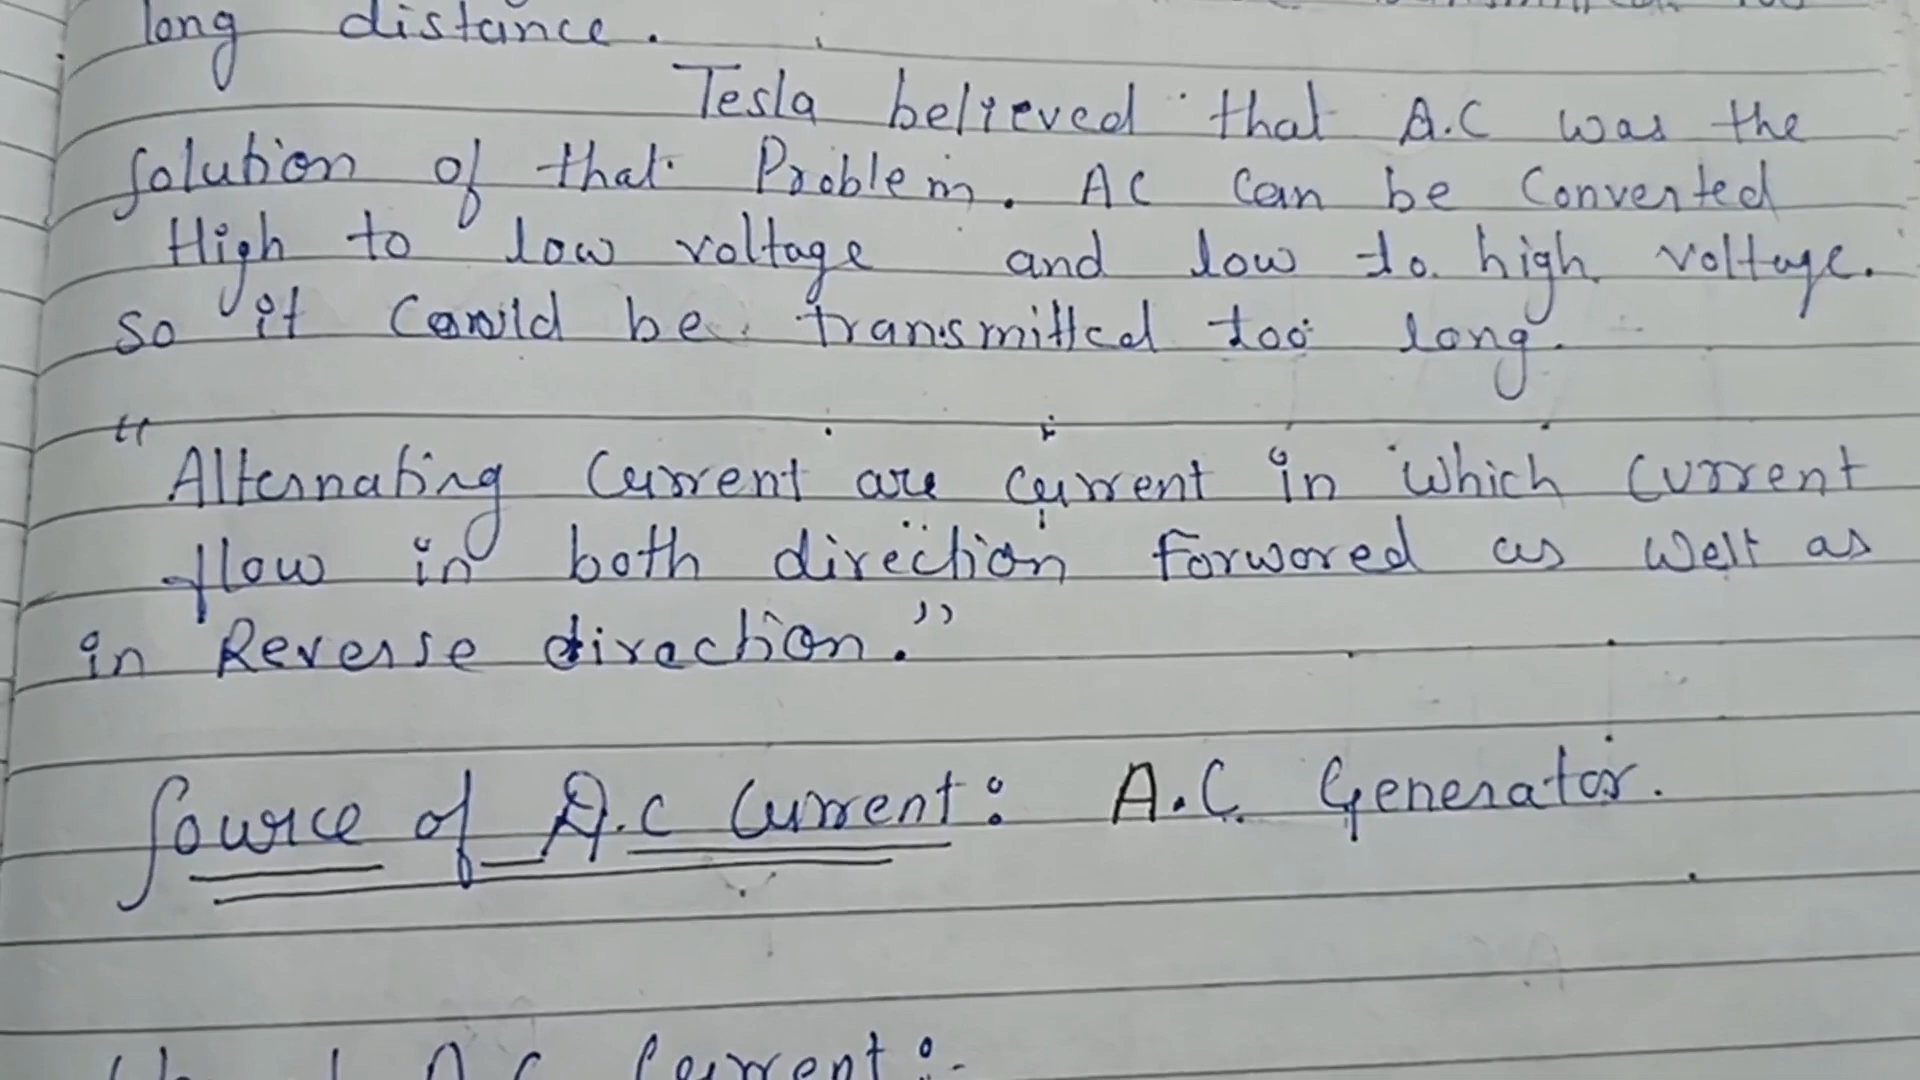 long distance.
Tesla believed that A.C was the
solution of that Problem. AC can be Converted
High to low voltage and low to high voltage.
so it Could be transmitted too long.
"Alternating Current are current in which current
flow in both direction forwored as well as
in Reverse direction."
Source of A.C Current: A.C. Generator.
A C Current :-